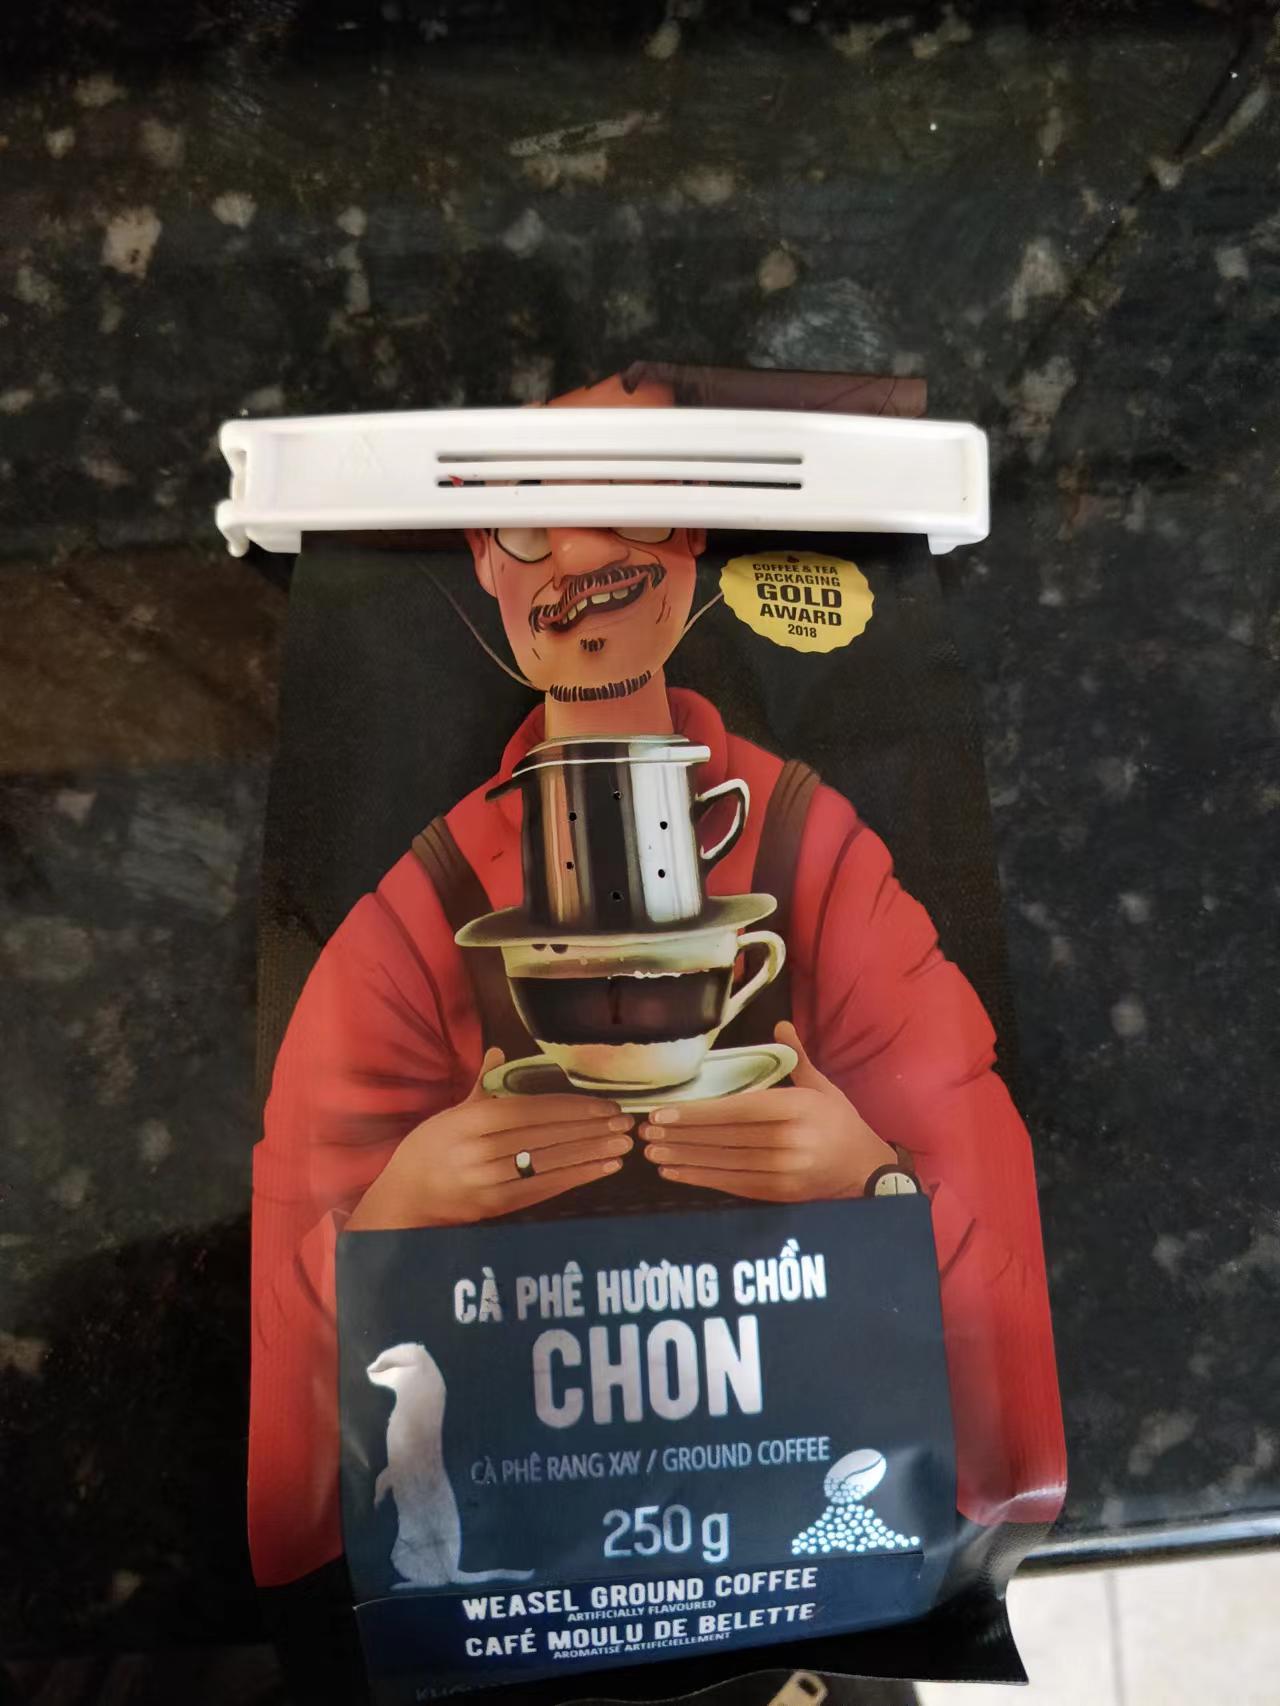 COFFEE & TEA
PACKAGING
GOLD
AWARD
2018
CÀ PHÊ HƯƠNG CHỒN
CHON
CÀ PHÊ RANG XAY / GROUND COFFEE
250g
WEASEL GROUND COFFEE
ARTIFICIALLY FLAVOURED
CAFÉ MOULU DE BELETTE
AROMATISÉ ARTIFICIELLEMENT